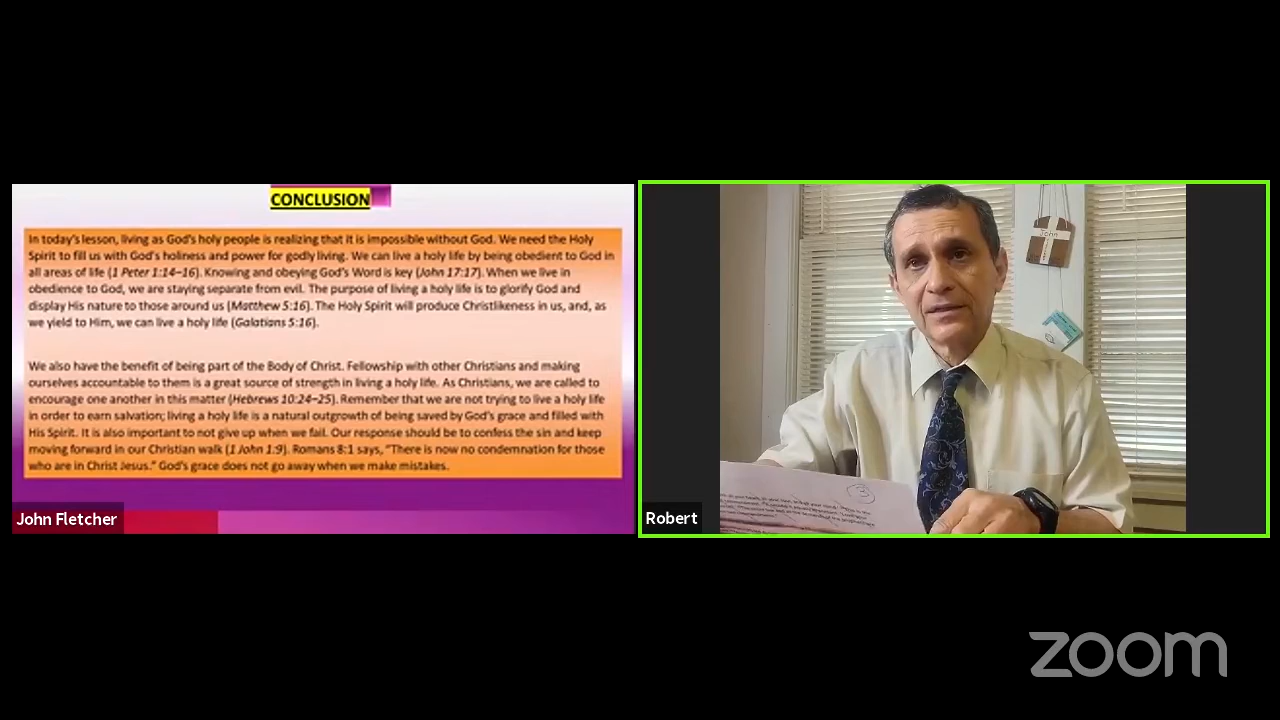 CONCLUSION
In today's lesson, living as God's holy people is realizing that it is impossible without God. We need the Holy
Spirit to fill us with God's holiness and power for godly living. We can live a holy life by being obedient to God in
all areas of life (1 Peter 1:14–16). Knowing and obeying God's Word is key (John 17:17). When we live in
obedience to God, we are staying separate from evil. The purpose of living a holy life is to glorify God and
display His nature to those around us (Matthew 5:16). The Holy Spirit will produce Christlikeness in us, and, as
we yield to Him, we can live a holy life (Galatians 5:16).
We also have the benefit of being part of the Body of Christ. Fellowship with other Christians and making
ourselves accountable to them is a great source of strength in living a holy life. As Christians, we are called to
encourage one another in this matter (Hebrews 10:24–25). Remember that we are not trying to live a holy life
in order to earn salvation; living a holy life is a natural outgrowth of being saved by God's grace and filled with
His Spirit. It is also important to not give up when we fail. Our response should be to confess the sin and keep
moving forward in our Christian walk (1 John 1:9). Romans 8:1 says, "There is now no condemnation for those
who are in Christ Jesus." God's grace does not go away when we make mistakes.
John Fletcher
John
3
Robert
zoom